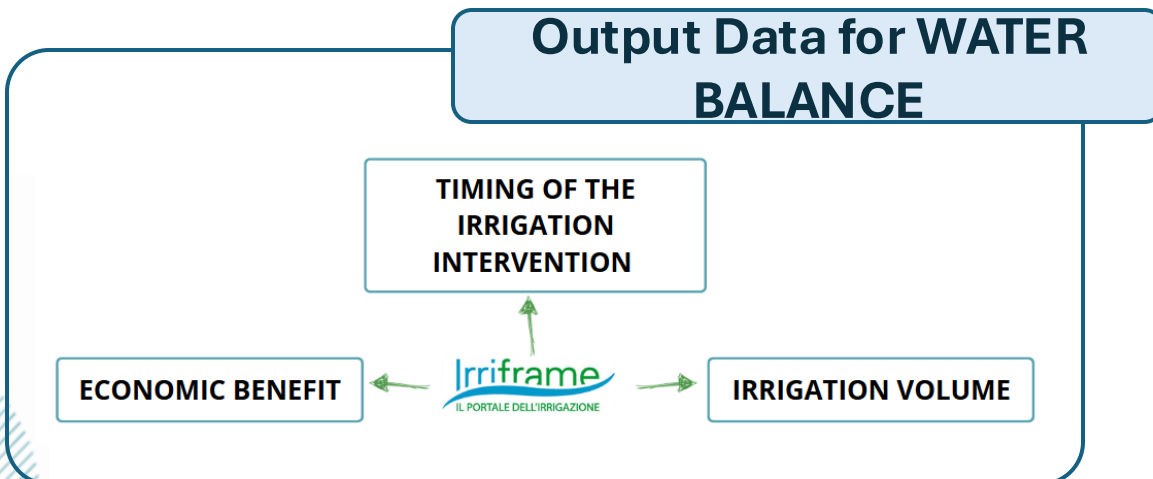 Output Data for WATER
BALANCE
TIMING OF THE
IRRIGATION
INTERVENTION
ECONOMIC BENEFIT
Irriframe
IL PORTALE DELL'IRRIGAZIONE
IRRIGATION VOLUME